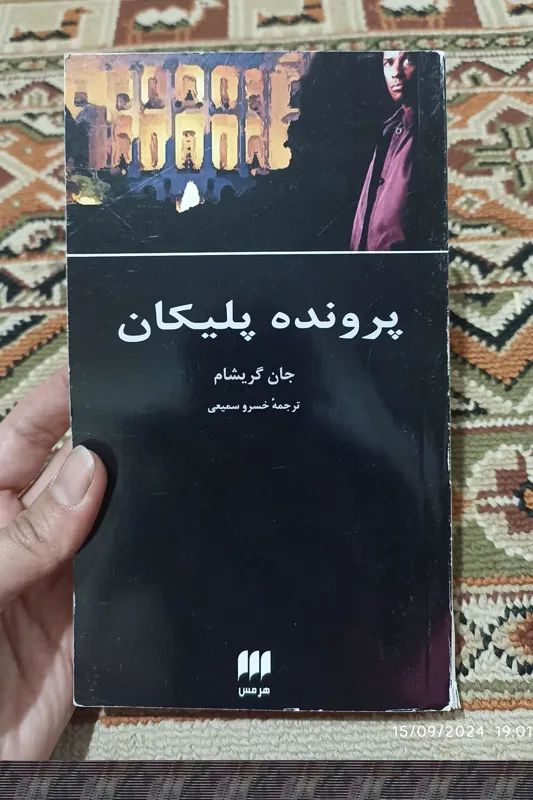 پرونده پلیکان
جان گریشام
ترجمهٔ خسرو سمیعی
هرمس
15/09/2024 19:01